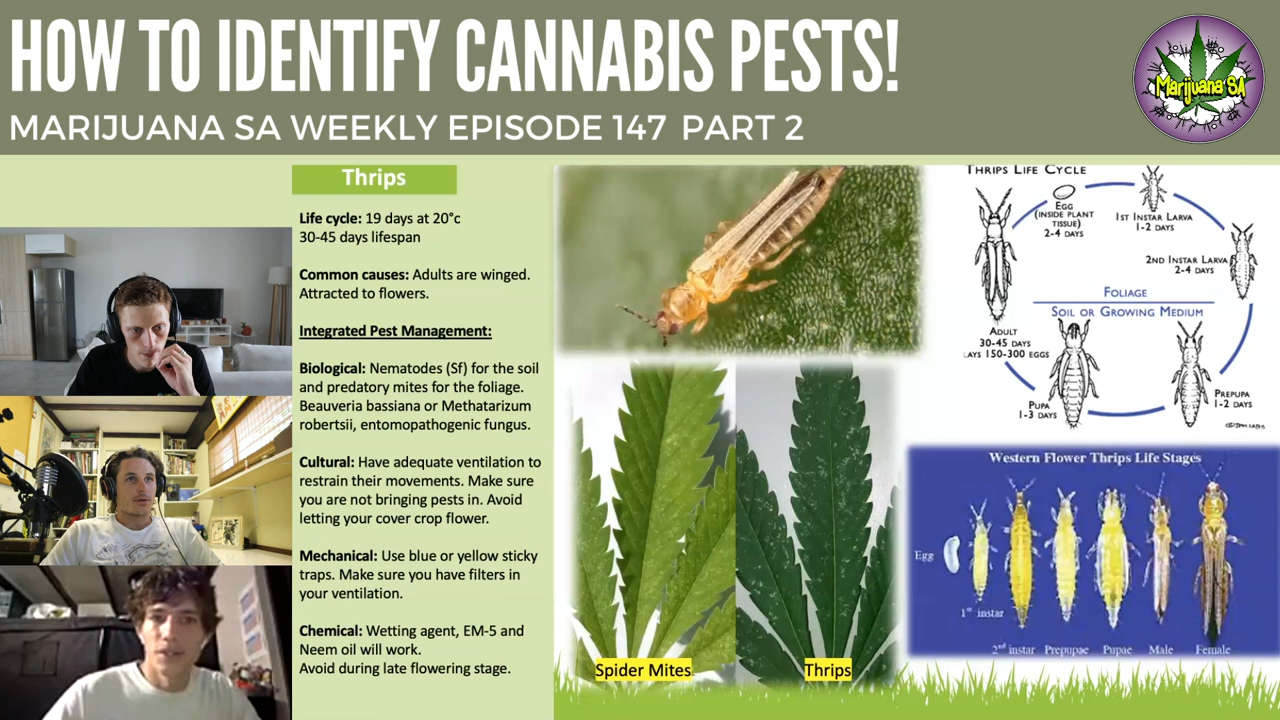 HOW TO IDENTIFY CANNABIS PESTS!
MARIJUANA SA WEEKLY EPISODE 147 PART 2
Marijuana SA
Thrips
Life cycle: 19 days at 20°c
30-45 days lifespan
Common causes: Adults are winged.
Attracted to flowers.
Integrated Pest Management:
Biological: Nematodes (Sf) for the soil
and predatory mites for the foliage.
Beauveria bassiana or Methatarizum
robertsii, entomopathogenic fungus.
Cultural: Have adequate ventilation to
restrain their movements. Make sure
you are not bringing pests in. Avoid
letting your cover crop flower.
Mechanical: Use blue or yellow sticky
traps. Make sure you have filters in
your ventilation.
Chemical: Wetting agent, EM-5 and
Neem oil will work.
Avoid during late flowering stage.
Spider Mites
Thrips
THRIPS LIFE CYCLE
EGG
(INSIDE PLANT
TISSUE)
2-4 DAYS
1ST INSTAR LARVA
1-2 DAYS
2ND INSTAR LARVA
2-4 DAYS
FOLIAGE
SOIL OR GROWING MEDIUM
ADULT
30-45 DAYS
LAYS 150-300 EGGS
PREPUPA
1-2 DAYS
PUPA
1-3 DAYS
Western Flower Thrips Life Stages
Egg
1st instar
2nd instar
Prepupae
Pupae
Male
Female